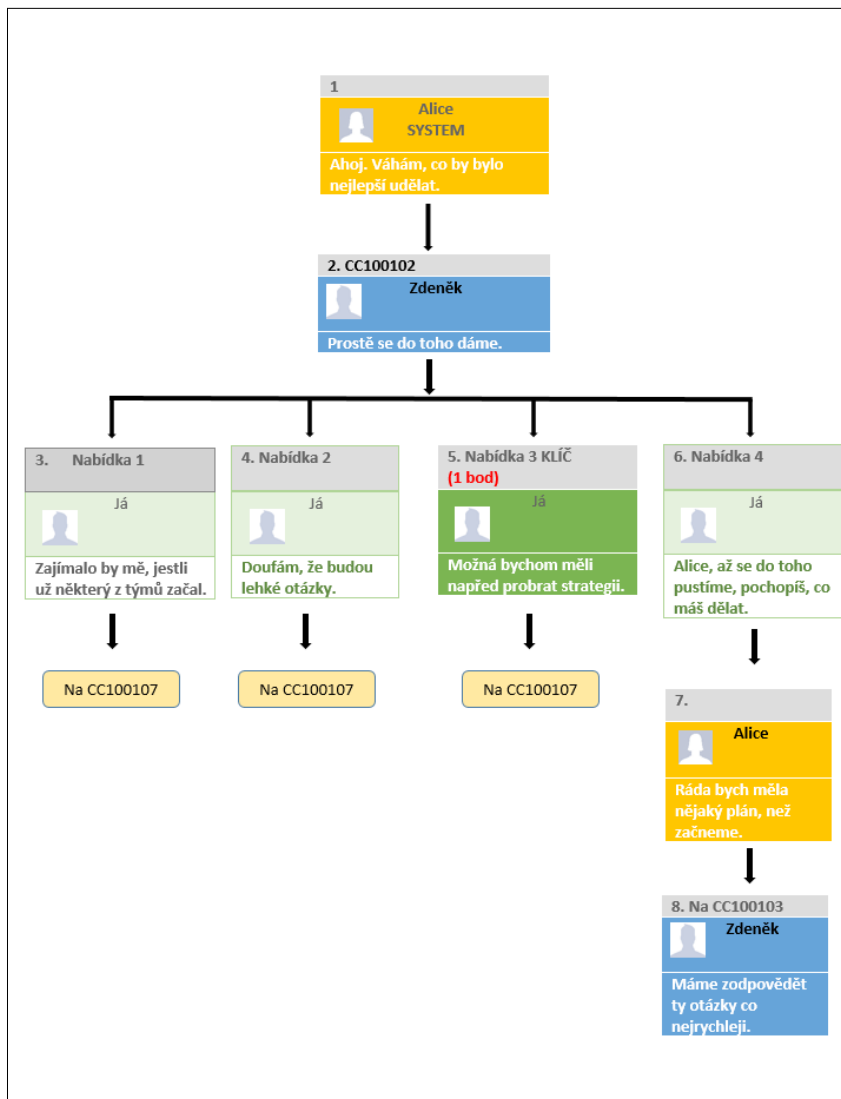 1
Alice
SYSTEM
Ahoj. Váhám, co by bylo
nejlepší udělat.
2. CC100102
Zdeněk
Prostě se do toho dáme.
3. Nabídka 1
Já
Zajímalo by mě, jestli
už některý z týmů začal.
Na CC100107
4. Nabídka 2
Já
Doufám, že budou
lehké otázky.
Na CC100107
5. Nabídka 3 KLÍČ
(1 bod)
Já
Možná bychom měli
napřed probrat strategii.
Na CC100107
6. Nabídka 4
Já
Alice, až se do toho
pustíme, pochopíš, co
máš dělat.
7.
Alice
Ráda bych měla
nějaký plán, než
začneme.
8. Na CC100103
Zdeněk
Máme zodpovědět
ty otázky co
nejrychleji.